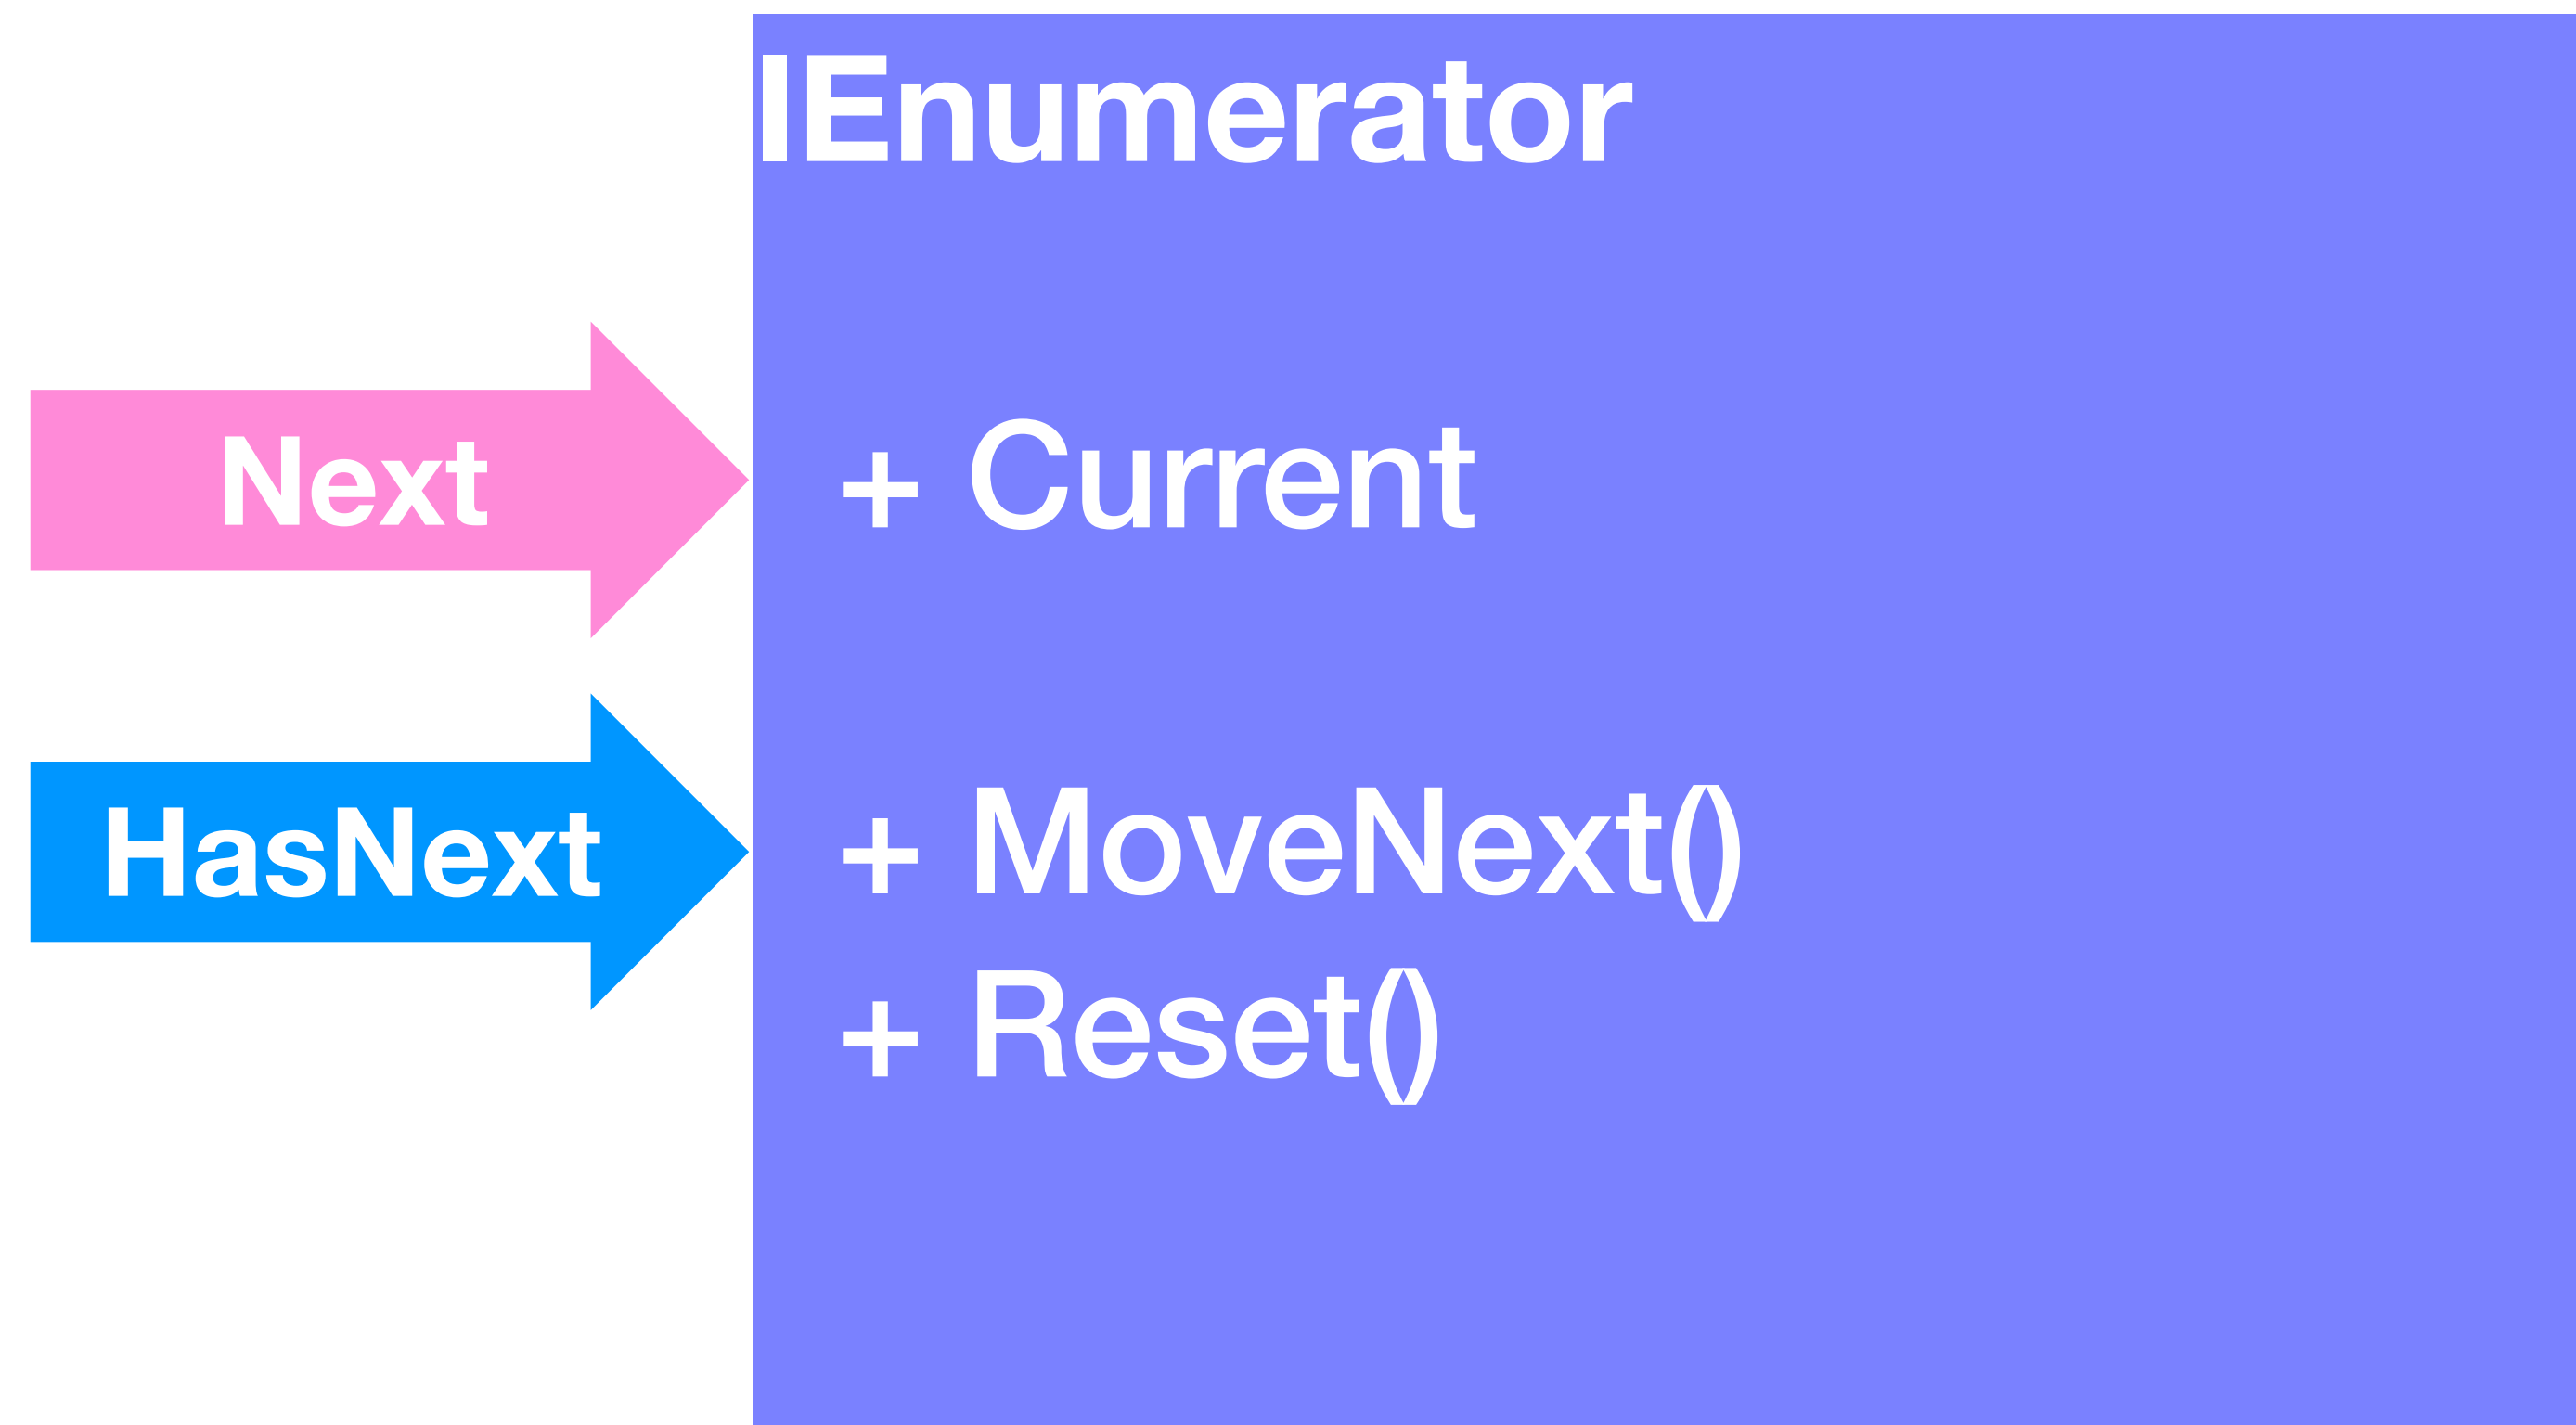 IEnumerator
Next
+ Current
HasNext
+ MoveNext()
+ Reset()